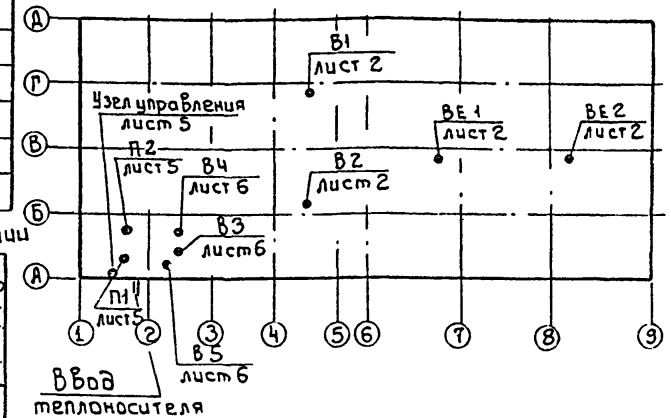 Д
Г
В
Б
А
В1
лист 2
Узел управления
лист 5
П2
лист 5
В4
лист 6
В2
лист 2
ВЕ 1
лист 2
ВЕ 2
лист 2
В3
лист 6
П1
лист 5
В 5
лист 6
1
2
3
4
5
6
7
8
9
Ввод
теплоносителя